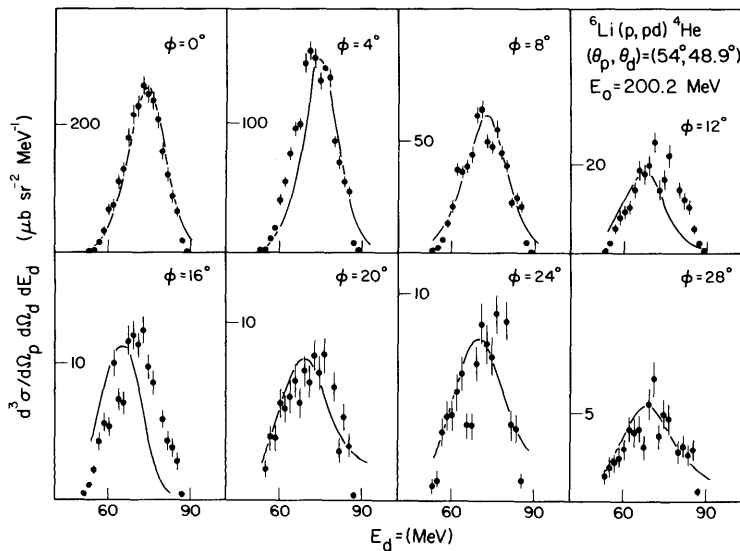 φ=0°
200
φ=4°
100
φ=8°
50
⁶Li (p, pd) ⁴He
(θp, θd)=(54°, 48.9°)
E₀=200.2 MeV
φ=12°
20
d³σ/dΩp dΩd dEd (μb sr⁻² MeV⁻¹)
φ=16°
10
φ=20°
10
φ=24°
10
φ=28°
5
60 90 60 90 60 90 60 90
Ed = (MeV)